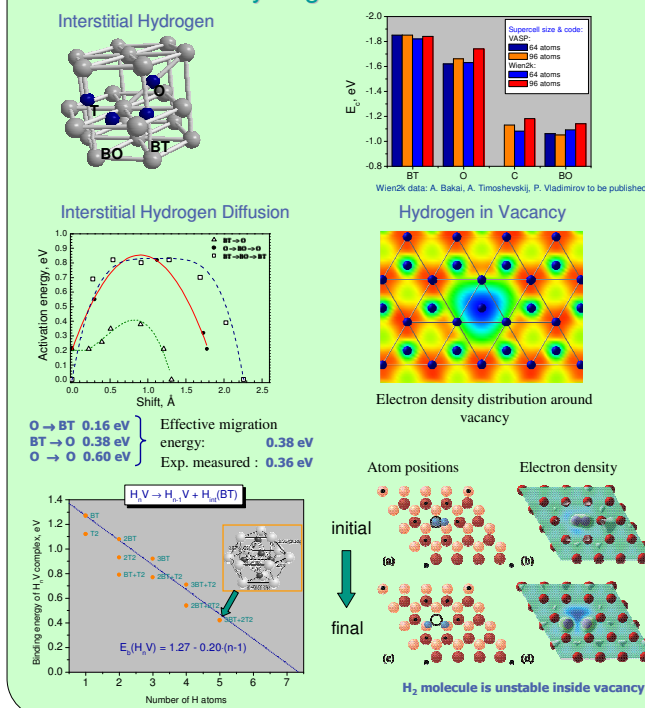 Interstitial Hydrogen
O
T
BT
BO
-2.0
-1.8
-1.6
-1.4
-1.2
-1.0
-0.8
E_c, eV
Supercell size & code:
VASP:
64 atoms
96 atoms
Wien2k:
64 atoms
96 atoms
BT O C BO
Wien2k data: A. Bakai, A. Timoshevskij, P. Vladimirov to be published
Interstitial Hydrogen Diffusion
Activation energy, eV
1.0
0.9
0.8
0.7
0.6
0.5
0.4
0.3
0.2
0.1
0.0
BT→O
O→BO→O
BT→BO→BT
0.0 0.5 1.0 1.5 2.0 2.5
Shift, Å
Hydrogen in Vacancy
Electron density distribution around
vacancy
O → BT 0.16 eV
BT → O 0.38 eV
O → O 0.60 eV
Effective migration
energy: 0.38 eV
Exp. measured : 0.36 eV
HₙV → Hₙ₋₁V + Hᵢₙₜ(BT)
Binding energy of HₙV complex, eV
1.4
1.2
1.0
0.8
0.6
0.4
0.2
0.0
BT
T2
2BT
2T2
BT+T2
3BT
2BT+T2
3BT+T2
3BT+2T2
E_b(HₙV) = 1.27 - 0.20·(n-1)
1 2 3 4 5 6 7
Number of H atoms
Atom positions
Electron density
initial
final
(a)
(b)
(c)
(d)
H₂ molecule is unstable inside vacancy